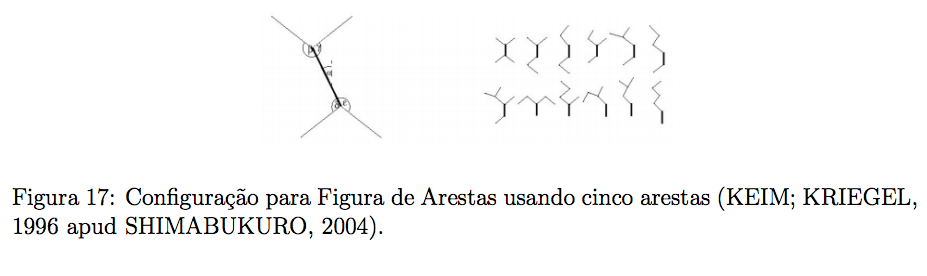 Figura 17: Configuração para Figura de Arestas usando cinco arestas (KEIM; KRIEGEL,
1996 apud SHIMABUKURO, 2004).